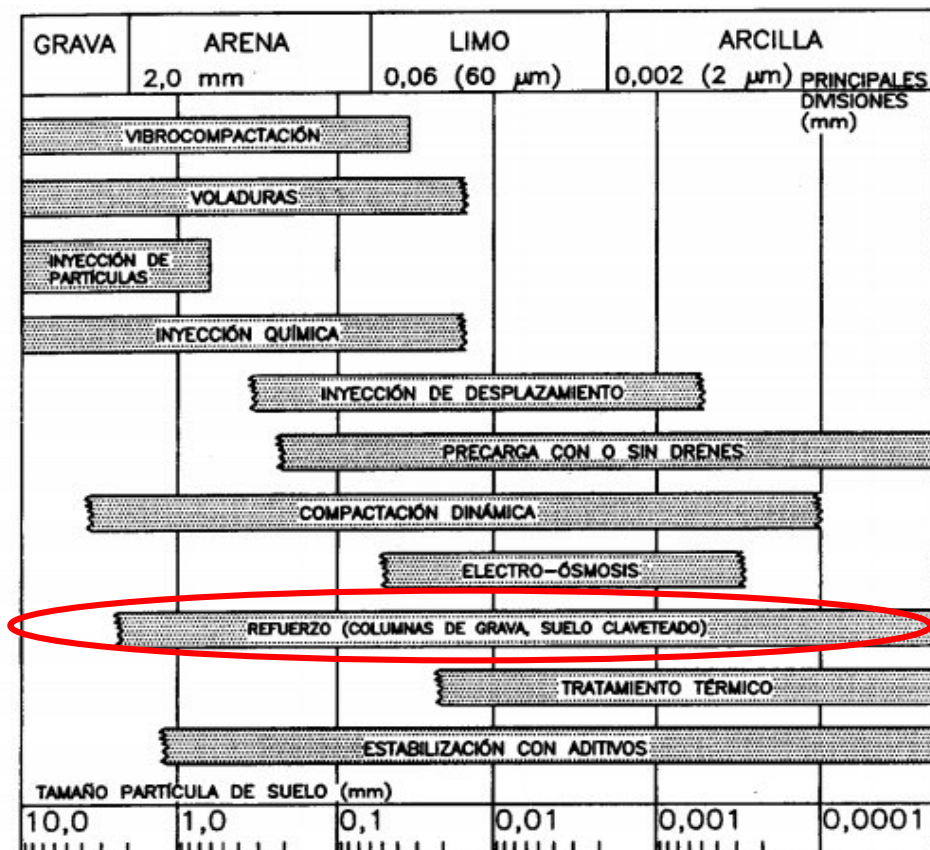 GRAVA ARENA LIMO ARCILLA
2,0 mm 0,06 (60 μm) 0,002 (2 μm) PRINCIPALES
DIVISIONES
(mm)
VIBROCOMPACTACIÓN
VOLADURAS
INYECCIÓN DE
PARTÍCULAS
INYECCIÓN QUÍMICA
INYECCIÓN DE DESPLAZAMIENTO
PRECARGA CON O SIN DRENES
COMPACTACIÓN DINÁMICA
ELECTRO-ÓSMOSIS
REFUERZO (COLUMNAS DE GRAVA, SUELO CLAVETEADO)
TRATAMIENTO TÉRMICO
ESTABILIZACIÓN CON ADITIVOS
TAMAÑO PARTÍCULA DE SUELO (mm)
10,0 1,0 0,1 0,01 0,001 0,0001